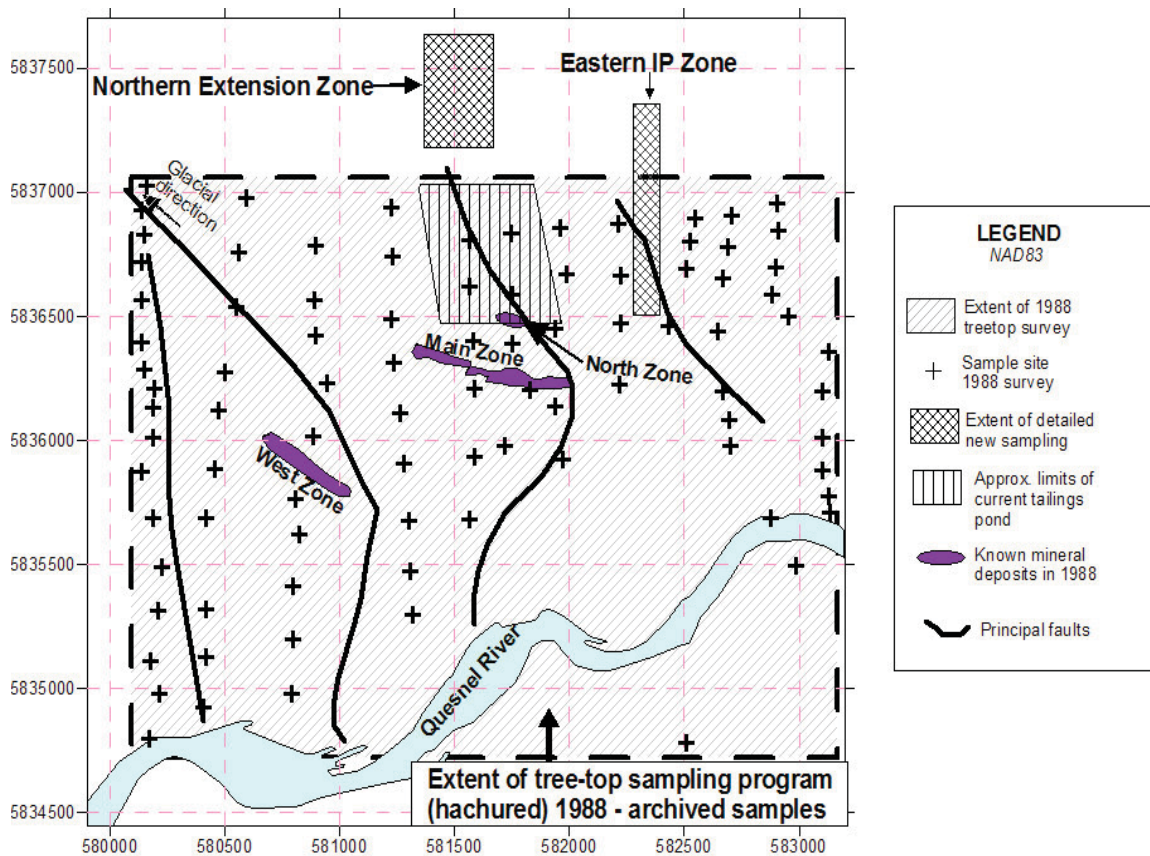 5837500
5837000
5836500
5836000
5835500
5835000
5834500
Northern Extension Zone
Eastern IP Zone
Glacial
direction
Main Zone
North Zone
West Zone
Quesnel River
Extent of tree-top sampling program
(hachured) 1988 - archived samples
580000 580500 581000 581500 582000 582500 583000
LEGEND
NAD83
Extent of 1988
treetop survey
Sample site
1988 survey
Extent of detailed
new sampling
Approx. limits of
current tailings
pond
Known mineral
deposits in 1988
Principal faults